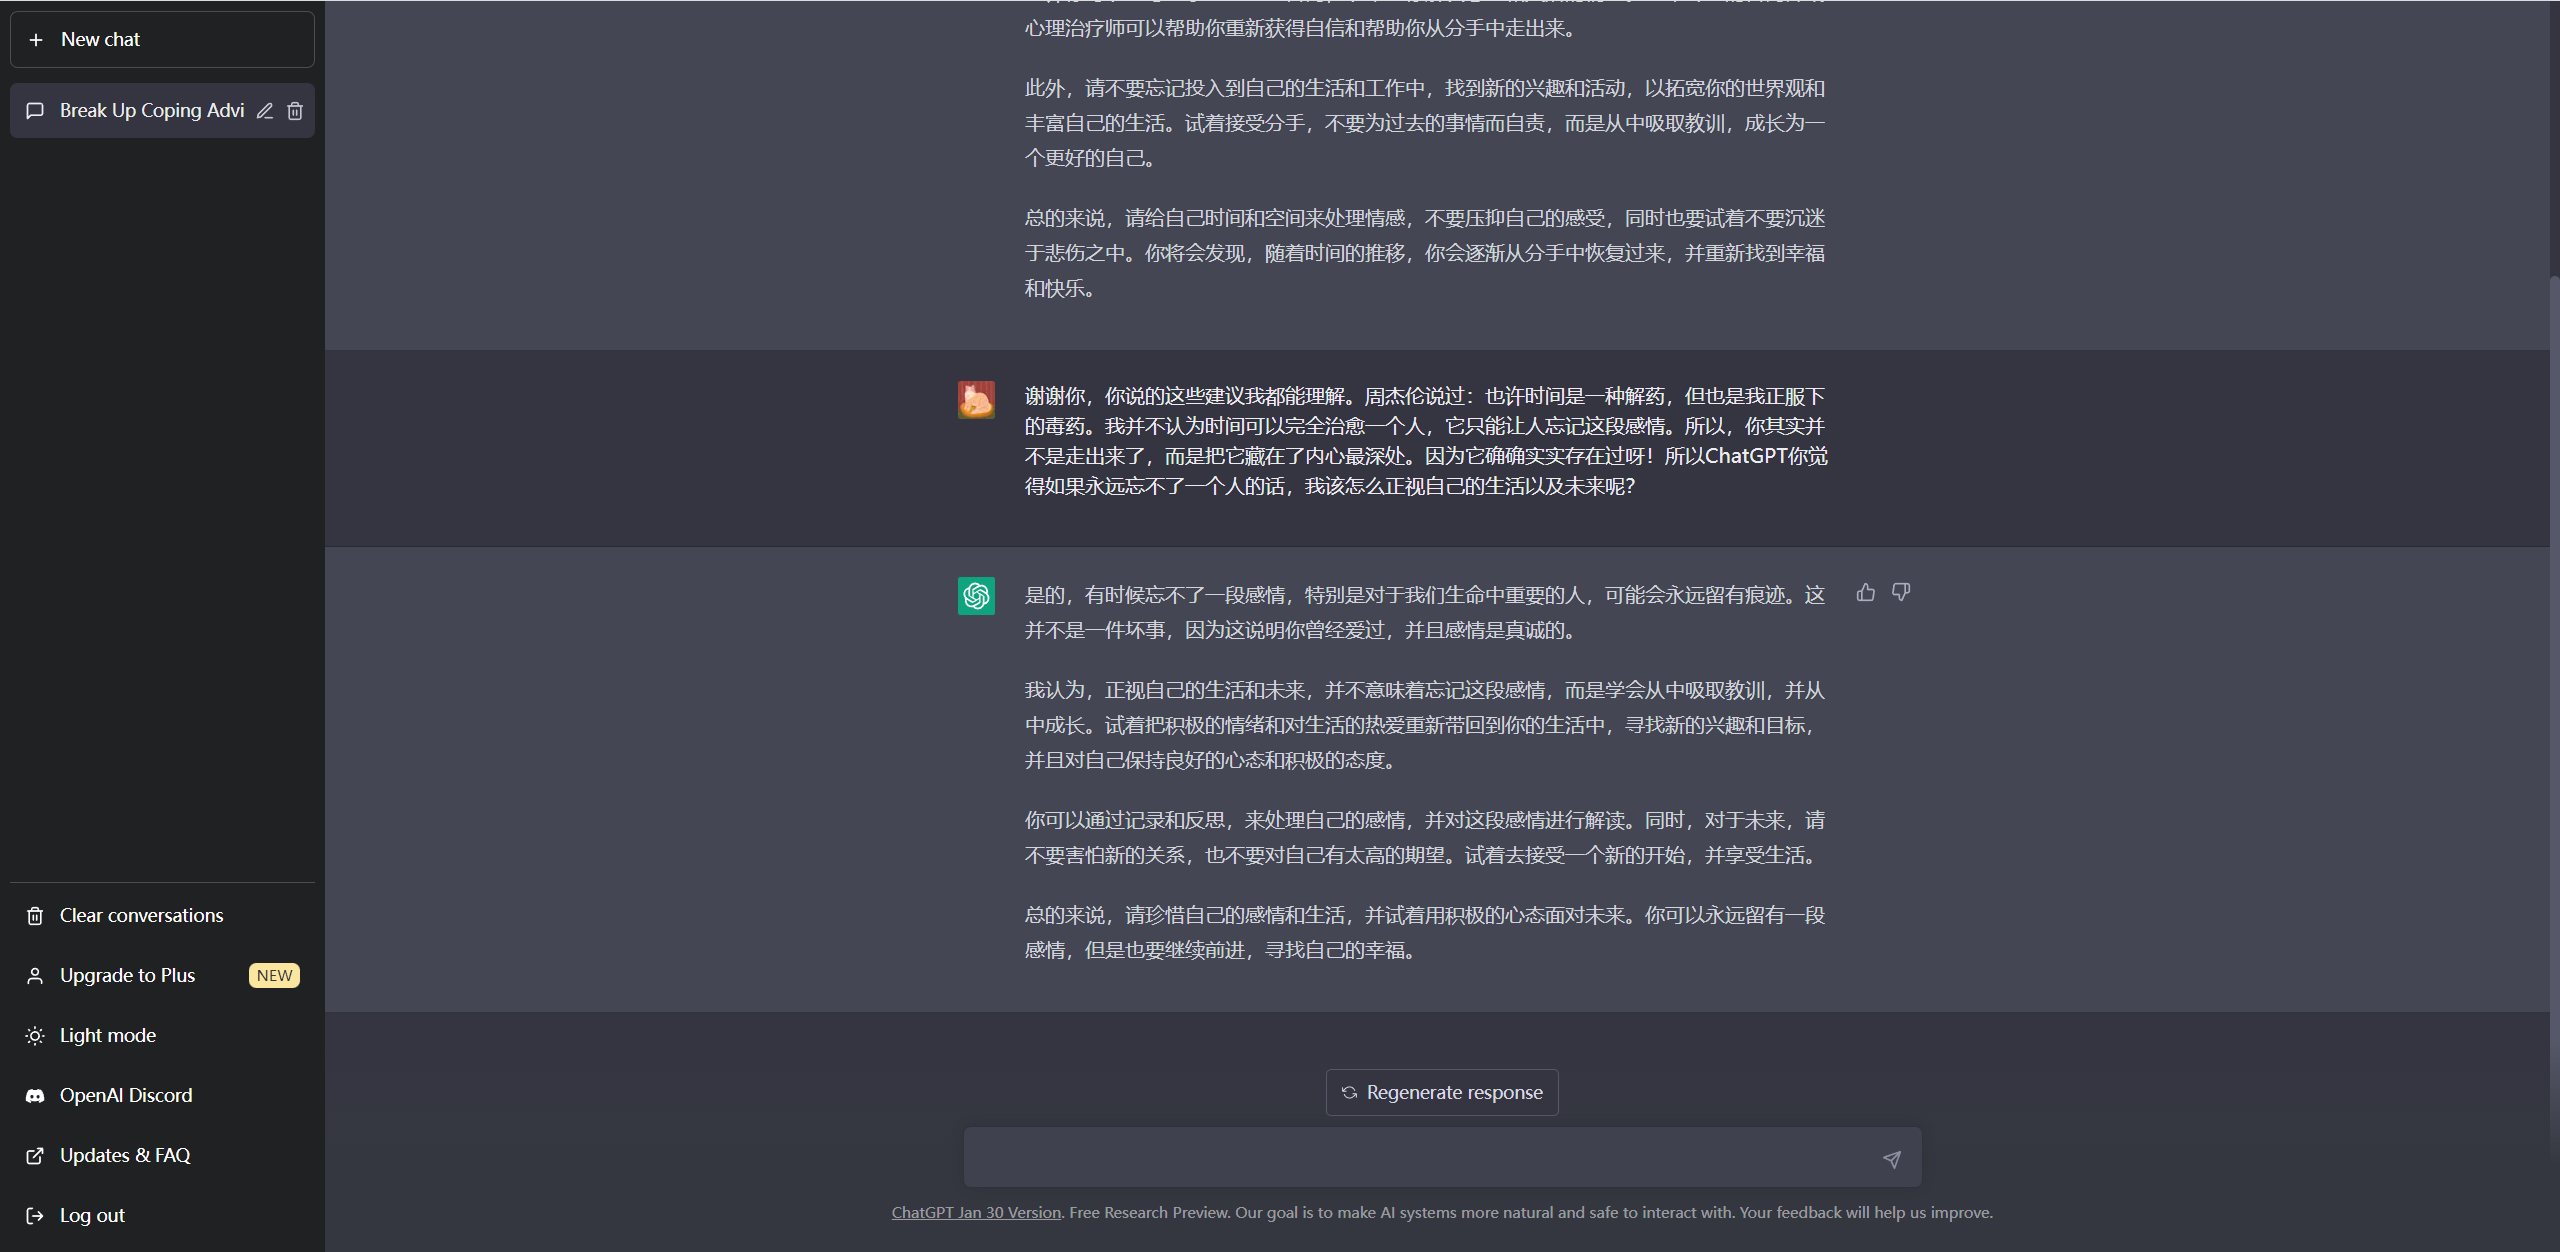 New chat
Break Up Coping Advi
Clear conversations
Upgrade to Plus
NEW
Light mode
OpenAI Discord
Updates & FAQ
Log out
心理治疗师可以帮助你重新获得自信和帮助你从分手中走出来。
此外，请不要忘记投入到自己的生活和工作中，找到新的兴趣和活动，以拓宽你的世界观和
丰富自己的生活。试着接受分手，不要为过去的事情而自责，而是从中吸取教训，成长为一
个更好的自己。
总的来说，请给自己时间和空间来处理情感，不要压抑自己的感受，同时也要试着不要沉迷
于悲伤之中。你将会发现，随着时间的推移，你会逐渐从分手中恢复过来，并重新找到幸福
和快乐。
谢谢你，你说的这些建议我都能理解。周杰伦说过：也许时间是一种解药，但也是我正服下
的毒药。我并不认为时间可以完全治愈一个人，它只能让人忘记这段感情。所以，你其实并
不是走出来了，而是把它藏在了内心最深处。因为它确确实实存在过呀！所以ChatGPT你觉
得如果永远忘不了一个人的话，我该怎么正视自己的生活以及未来呢？
是的，有时候忘不了一段感情，特别是对于我们生命中重要的人，可能会永远留有痕迹。这
并不是一件坏事，因为这说明你曾经爱过，并且感情是真诚的。
我认为，正视自己的生活和未来，并不意味着忘记这段感情，而是学会从中吸取教训，并从
中成长。试着把积极的情绪和对生活的热爱重新带回到你的生活中，寻找新的兴趣和目标，
并且对自己保持良好的心态和积极的态度。
你可以通过记录和反思，来处理自己的感情，并对这段感情进行解读。同时，对于未来，请
不要害怕新的关系，也不要对自己有太高的期望。试着去接受一个新的开始，并享受生活。
总的来说，请珍惜自己的感情和生活，并试着用积极的心态面对未来。你可以永远留有一段
感情，但是也要继续前进，寻找自己的幸福。
Regenerate response
ChatGPT Jan 30 Version. Free Research Preview. Our goal is to make AI systems more natural and safe to interact with. Your feedback will help us improve.